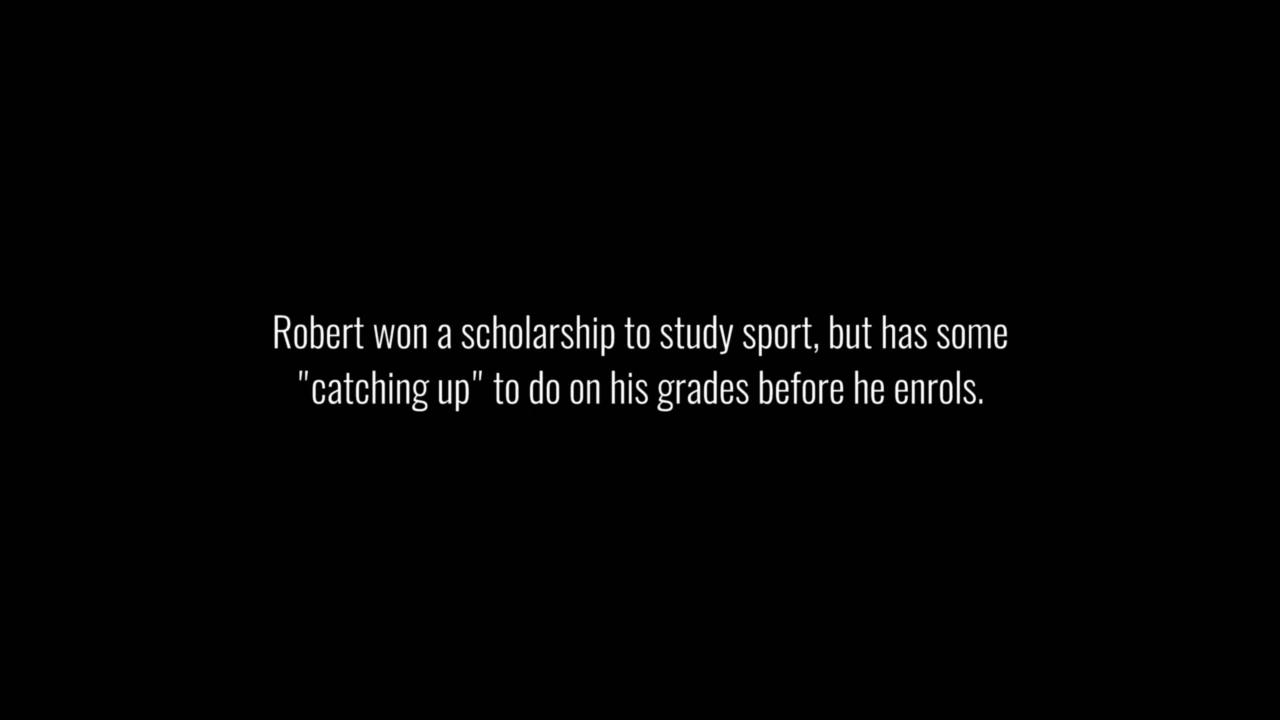 Robert won a scholarship to study sport, but has some
"catching up" to do on his grades before he enrols.